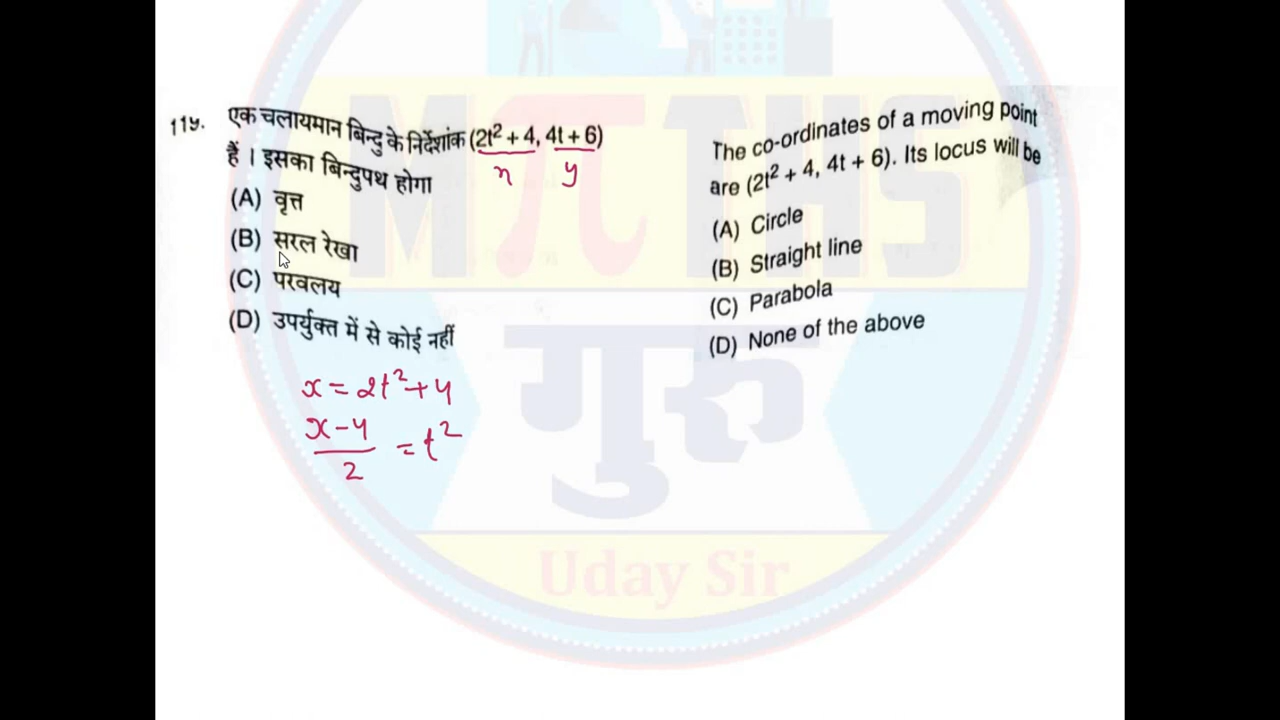 119. एक चलायमान बिन्दु के निर्देशांक (2t² + 4, 4t + 6)
हैं । इसका बिन्दुपथ होगा
x y
(A) वृत्त
(B) सरल रेखा
(C) परवलय
(D) उपर्युक्त में से कोई नहीं
The co-ordinates of a moving point
are (2t² + 4, 4t + 6). Its locus will be
(A) Circle
(B) Straight line
(C) Parabola
(D) None of the above
x = 2t² + 4
x - 4
= t²
2
MπTHS
गुरु
Uday Sir